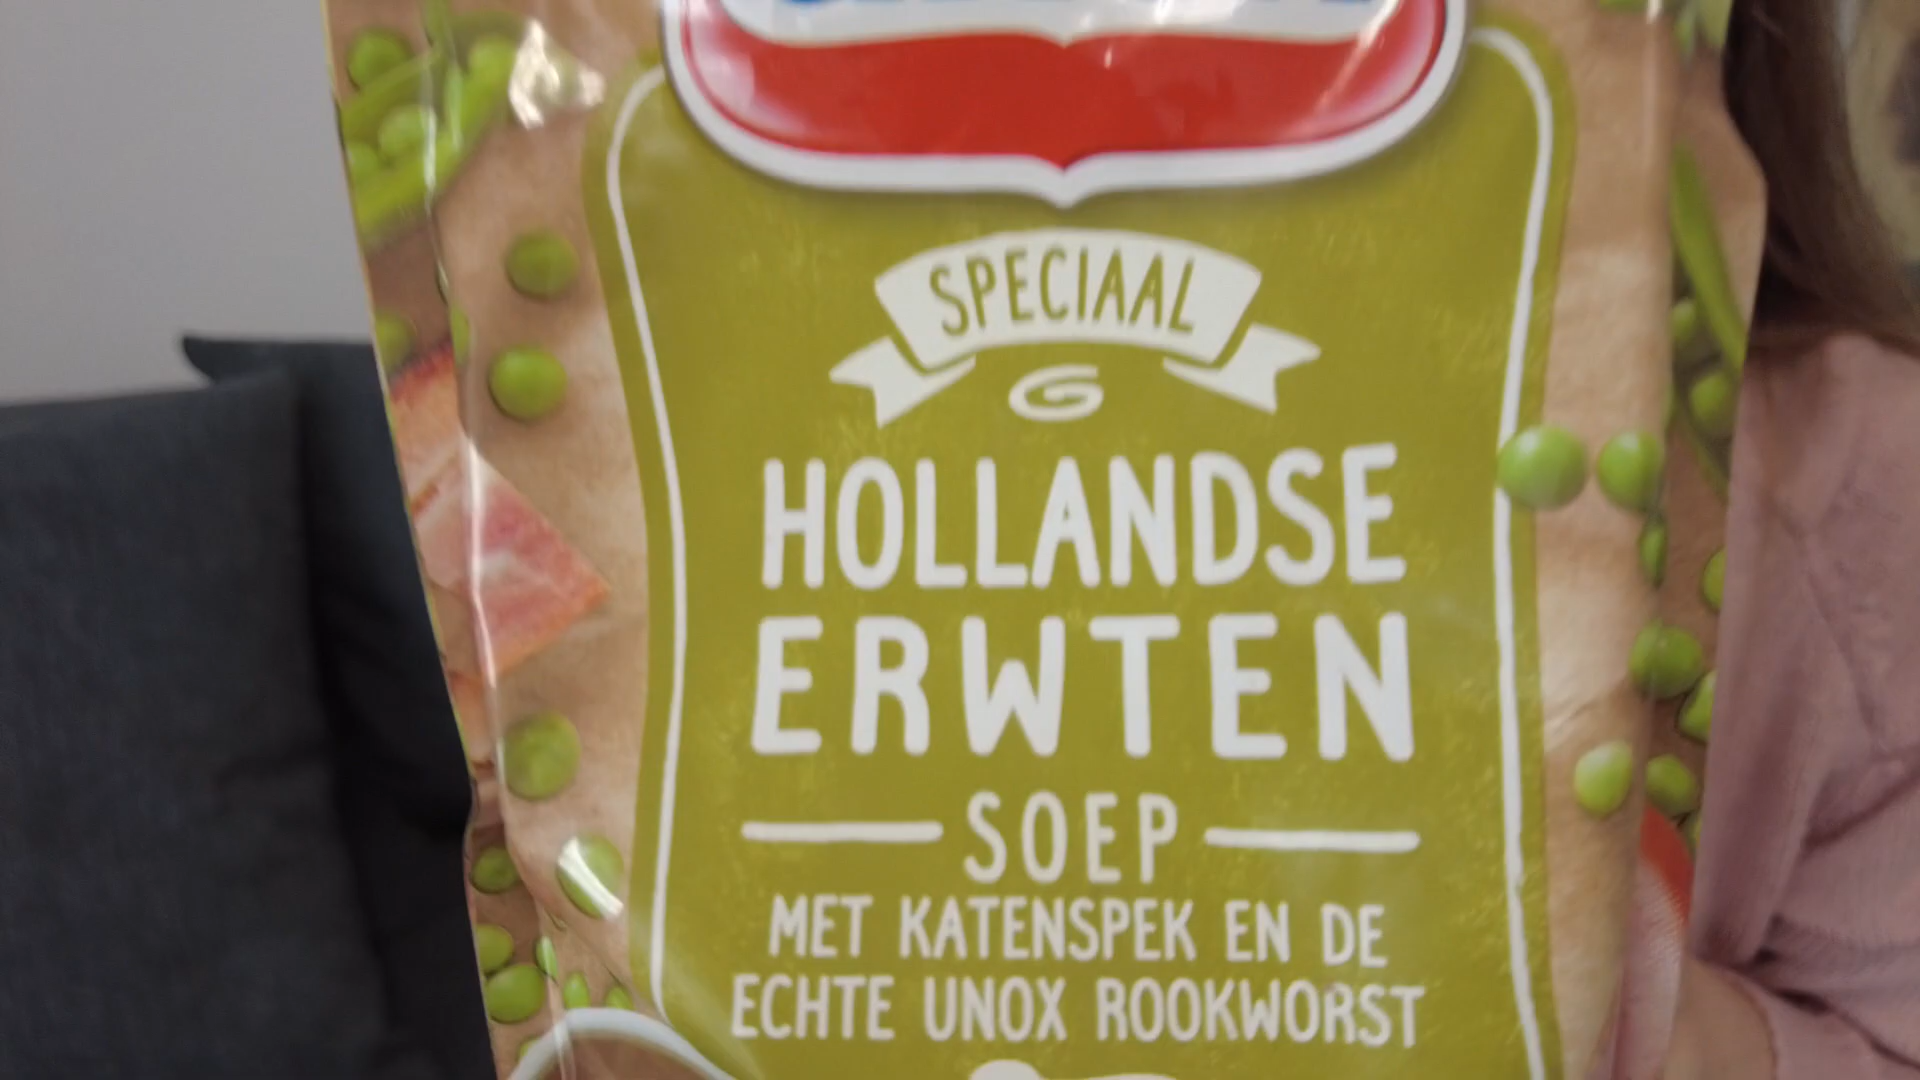 SPECIAAL
HOLLANDSE
ERWTEN
SOEP
MET KATENSPEK EN DE
ECHTE UNOX ROOKWORST